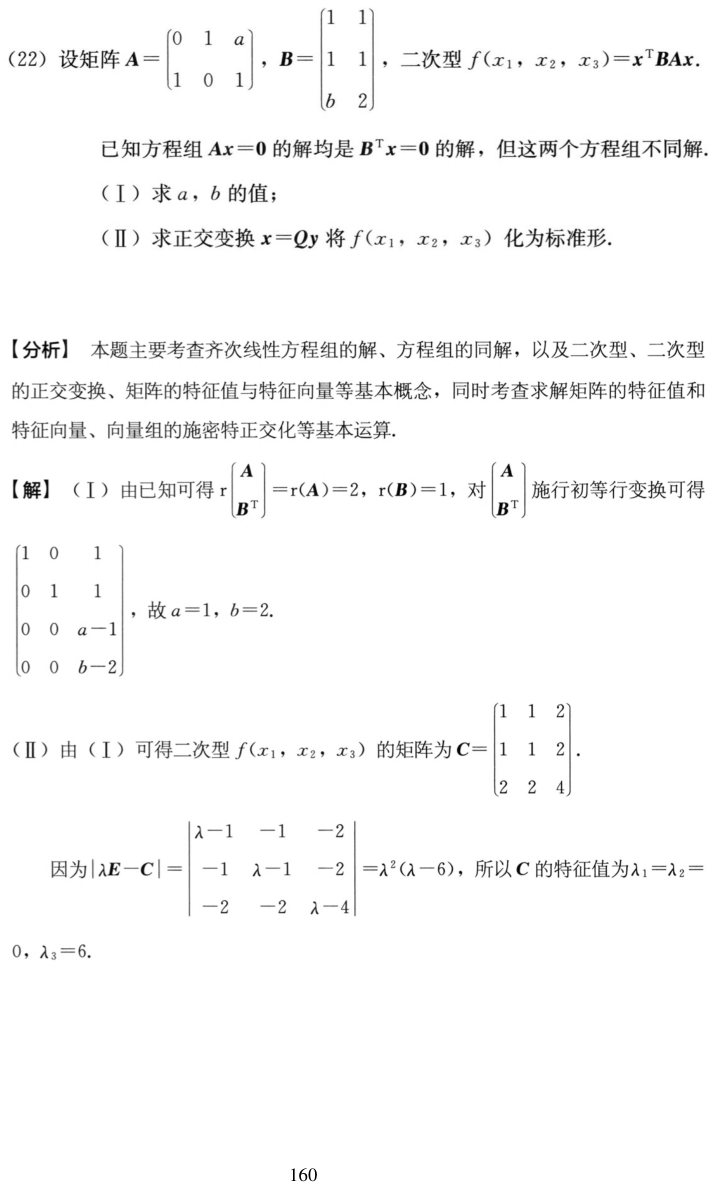 (22) 设矩阵 A=(0 1 a; 1 0 1), B=(1 1; 1 1; b 2), 二次型 f(x₁, x₂, x₃)=xᵀBAx.
已知方程组 Ax=0 的解均是 Bᵀx=0 的解, 但这两个方程组不同解.
(Ⅰ) 求 a, b 的值;
(Ⅱ) 求正交变换 x=Qy 将 f(x₁, x₂, x₃) 化为标准形.
【分析】 本题主要考查齐次线性方程组的解、方程组的同解, 以及二次型、二次型
的正交变换、矩阵的特征值与特征向量等基本概念, 同时考查求解矩阵的特征值和
特征向量、向量组的施密特正交化等基本运算.
【解】 (Ⅰ) 由已知可得 r(A; Bᵀ)=r(A)=2, r(B)=1, 对(A; Bᵀ)施行初等行变换可得
(1 0 1; 0 1 1; 0 0 a-1; 0 0 b-2), 故 a=1, b=2.
(Ⅱ) 由 (Ⅰ) 可得二次型 f(x₁, x₂, x₃) 的矩阵为 C=(1 1 2; 1 1 2; 2 2 4).
因为|λE-C|=|λ-1 -1 -2; -1 λ-1 -2; -2 -2 λ-4|=λ²(λ-6), 所以 C 的特征值为λ₁=λ₂=
0, λ₃=6.
160